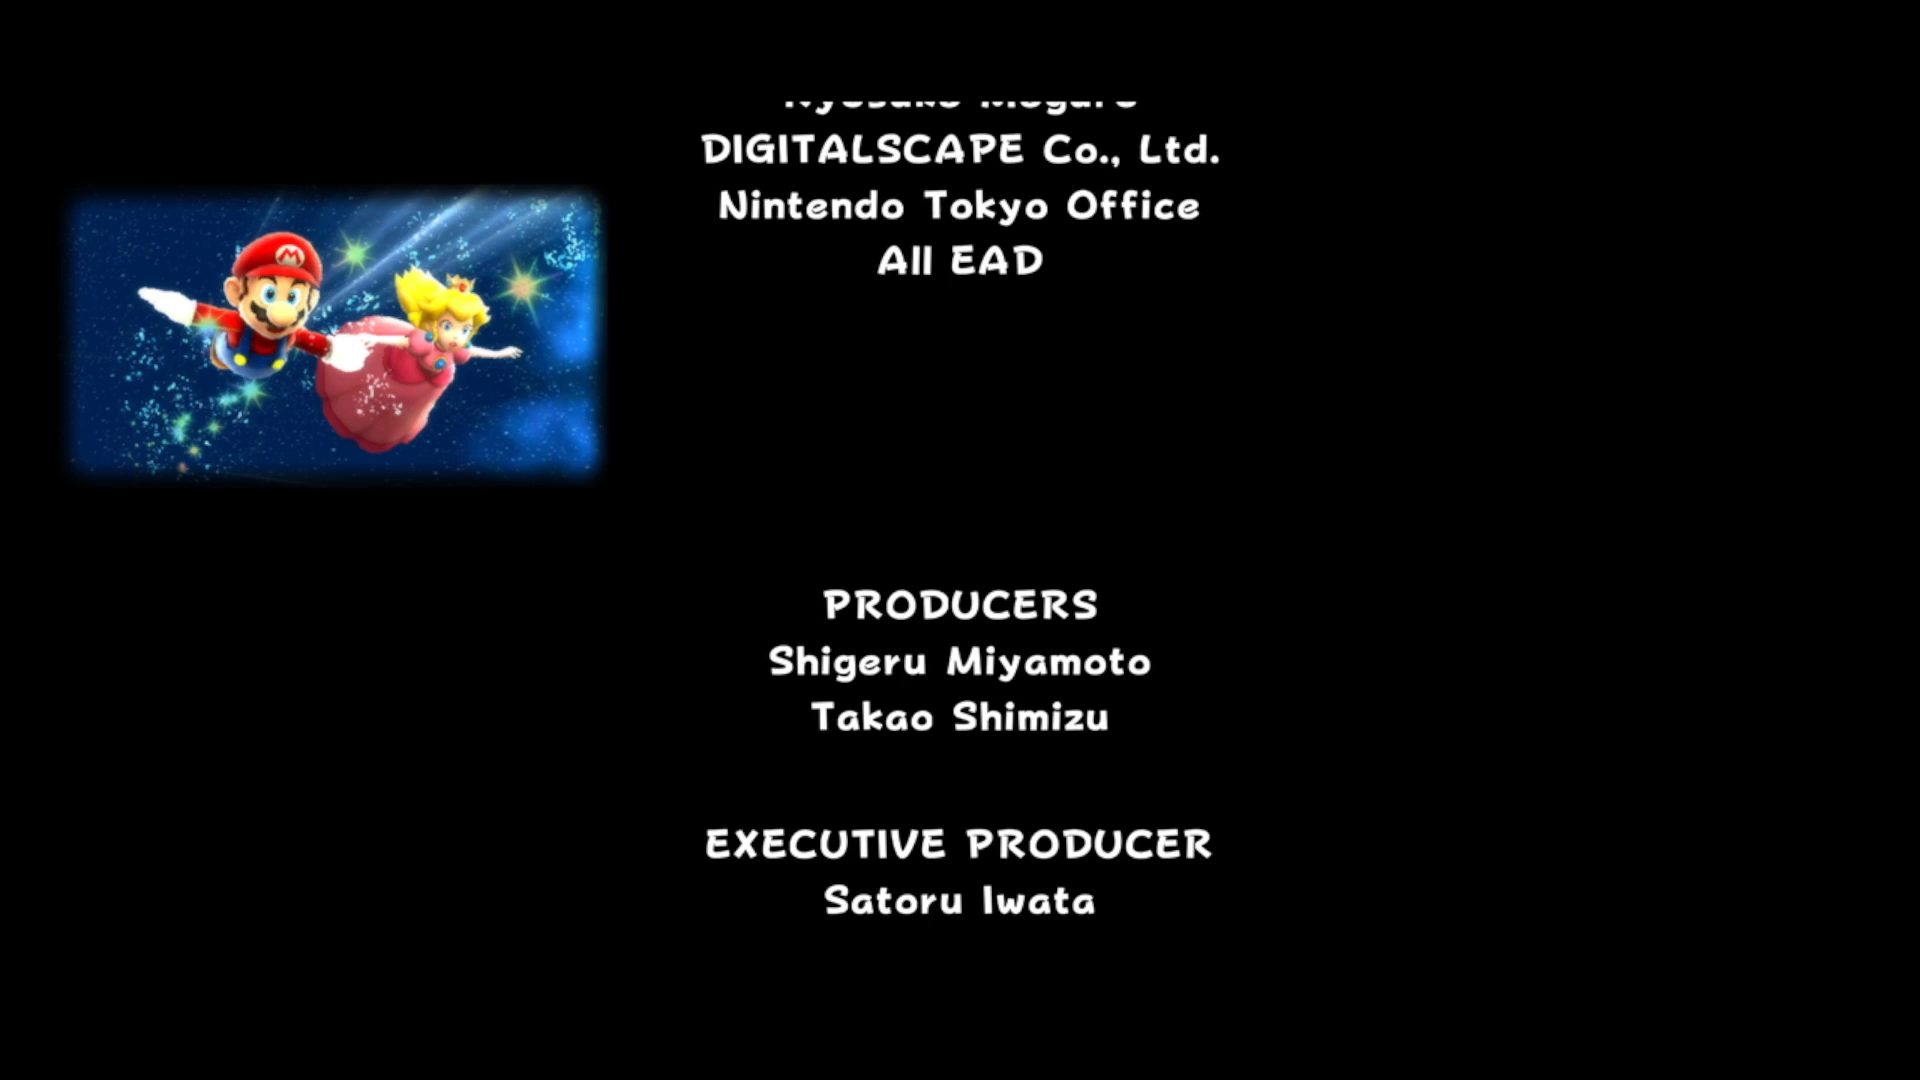 DIGITALSCAPE Co., Ltd.
Nintendo Tokyo Office
All EAD
M
PRODUCERS
Shigeru Miyamoto
Takao Shimizu
EXECUTIVE PRODUCER
Satoru Iwata